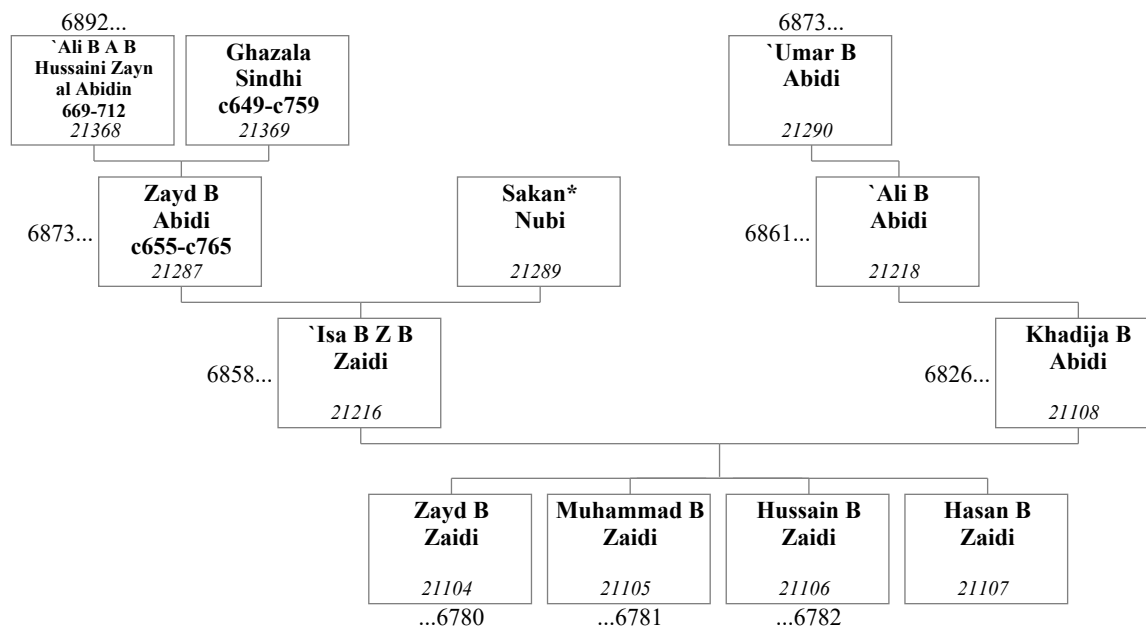 6892...
`Ali B A B
Hussaini Zayn
al Abidin
669-712
21368
Ghazala
Sindhi
c649-c759
21369
6873...
`Umar B
Abidi
21290
6873...
Zayd B
Abidi
c655-c765
21287
Sakan*
Nubi
21289
6861...
`Ali B
Abidi
21218
6858...
`Isa B Z B
Zaidi
21216
6826...
Khadija B
Abidi
21108
Zayd B
Zaidi
21104
...6780
Muhammad B
Zaidi
21105
...6781
Hussain B
Zaidi
21106
...6782
Hasan B
Zaidi
21107